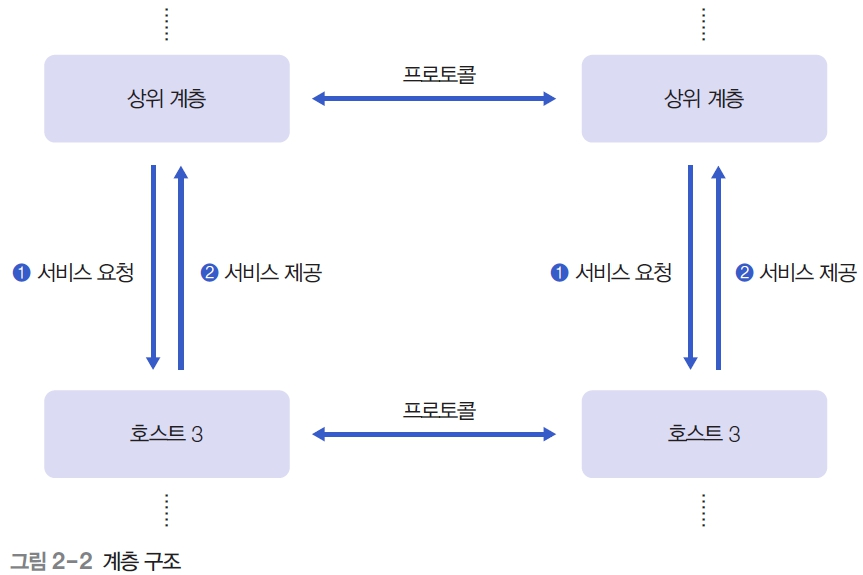 프로토콜
상위 계층
상위 계층
❶ 서비스 요청
❷ 서비스 제공
❶ 서비스 요청
❷ 서비스 제공
프로토콜
호스트 3
호스트 3
그림 2-2 계층 구조